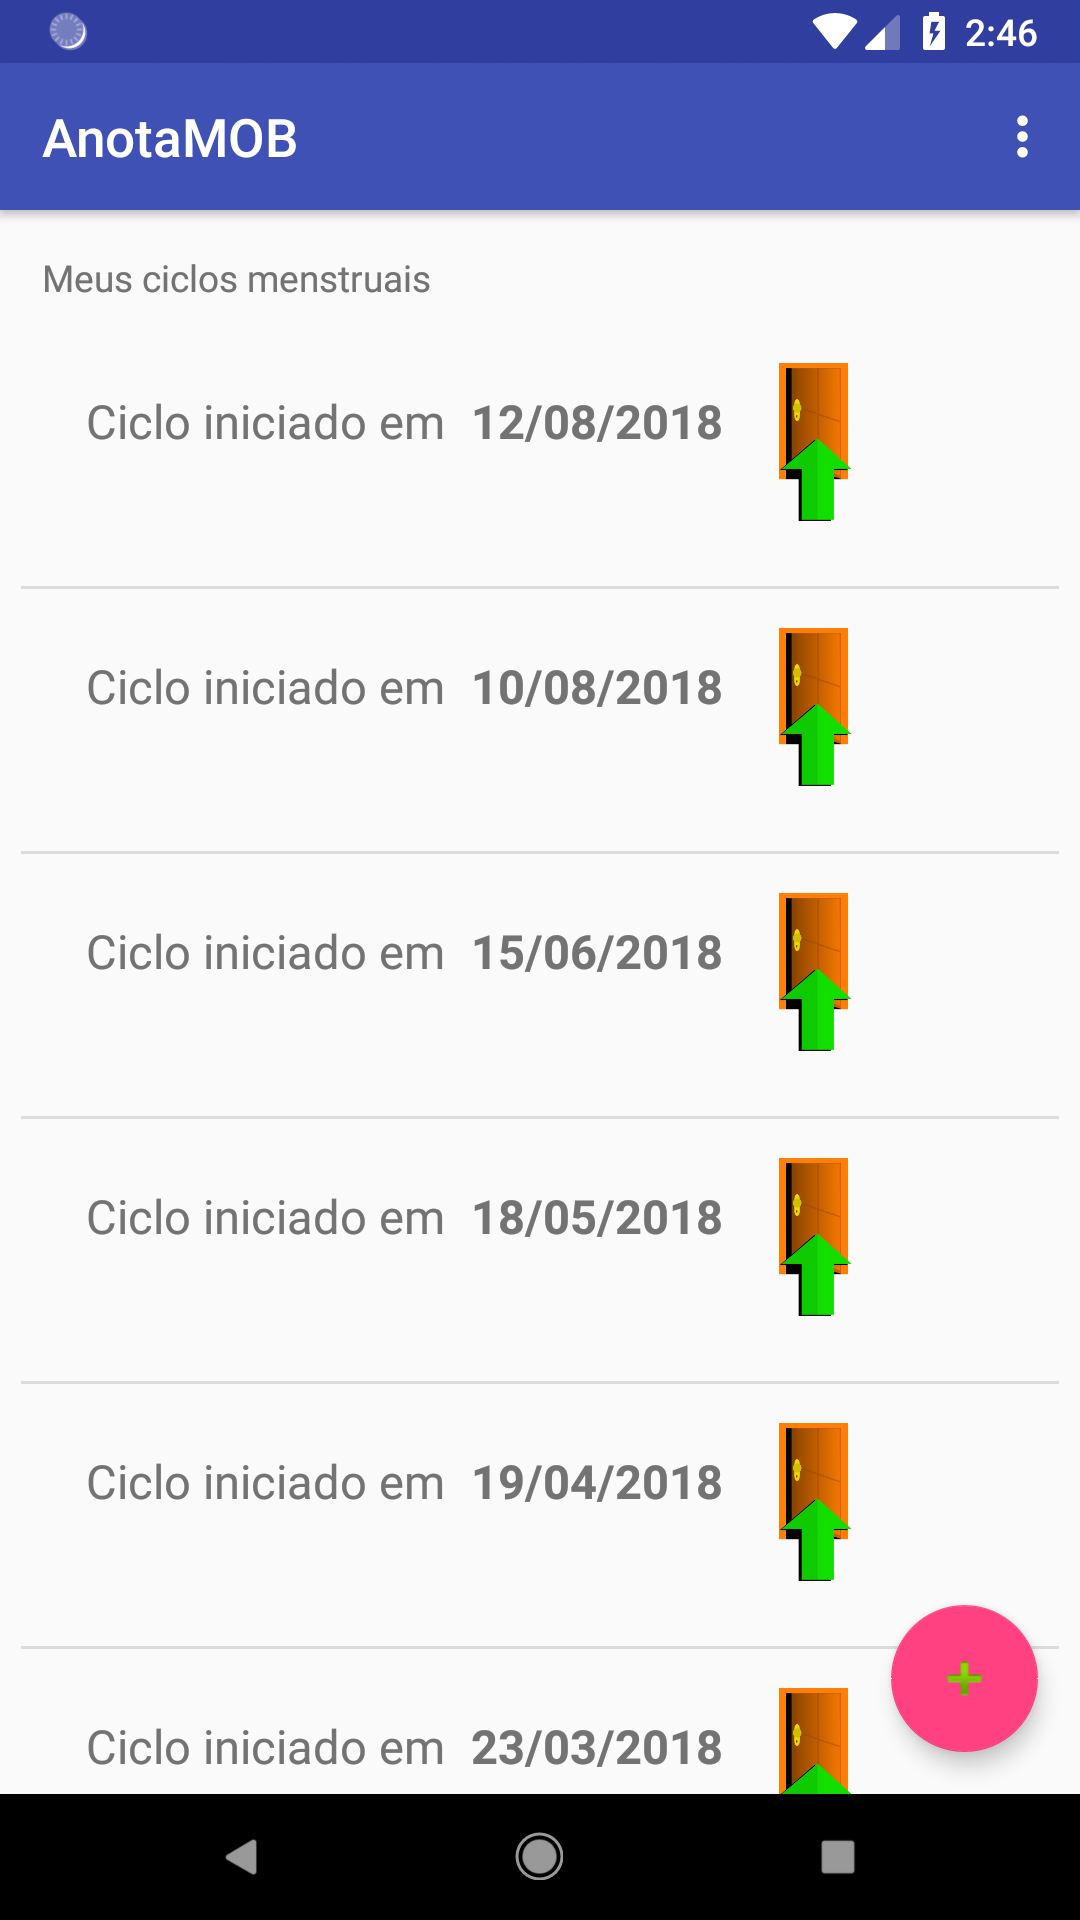 2:46
AnotaMOB
Meus ciclos menstruais
Ciclo iniciado em 12/08/2018
Ciclo iniciado em 10/08/2018
Ciclo iniciado em 15/06/2018
Ciclo iniciado em 18/05/2018
Ciclo iniciado em 19/04/2018
Ciclo iniciado em 23/03/2018